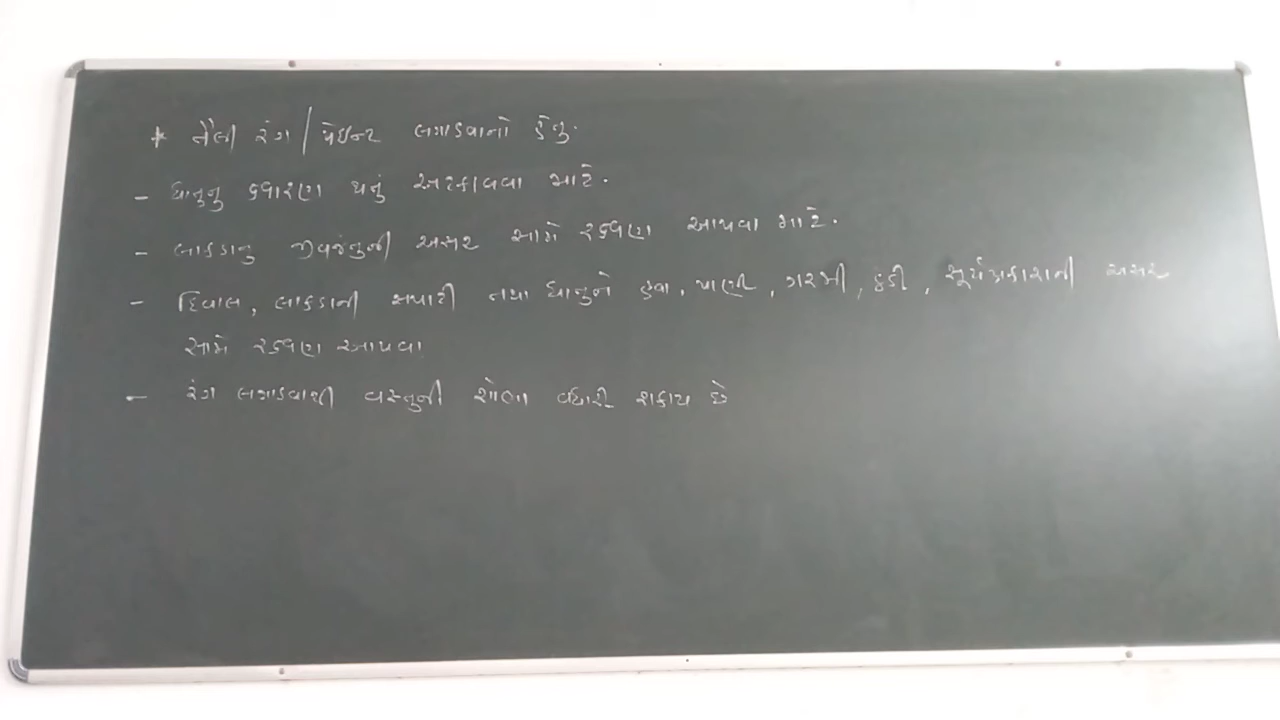 * તૈલી રંગ / પેઇન્ટ લગાડવાનો હેતુ.
- ધાતુનું ક્ષારણ થતું અટકાવવા માટે.
- લાકડાનુ જીવજંતુની અસર સામે રક્ષણ આપવા માટે.
- દિવાલ, લાકડાની સપાટી તથા ધાતુને હવા, પાણી, ગરમી, ઠંડી, સૂર્યપ્રકાશની અસર
સામે રક્ષણ આપવા
- રંગ લગાડવાથી વસ્તુની શોભા વધારી શકાય છે